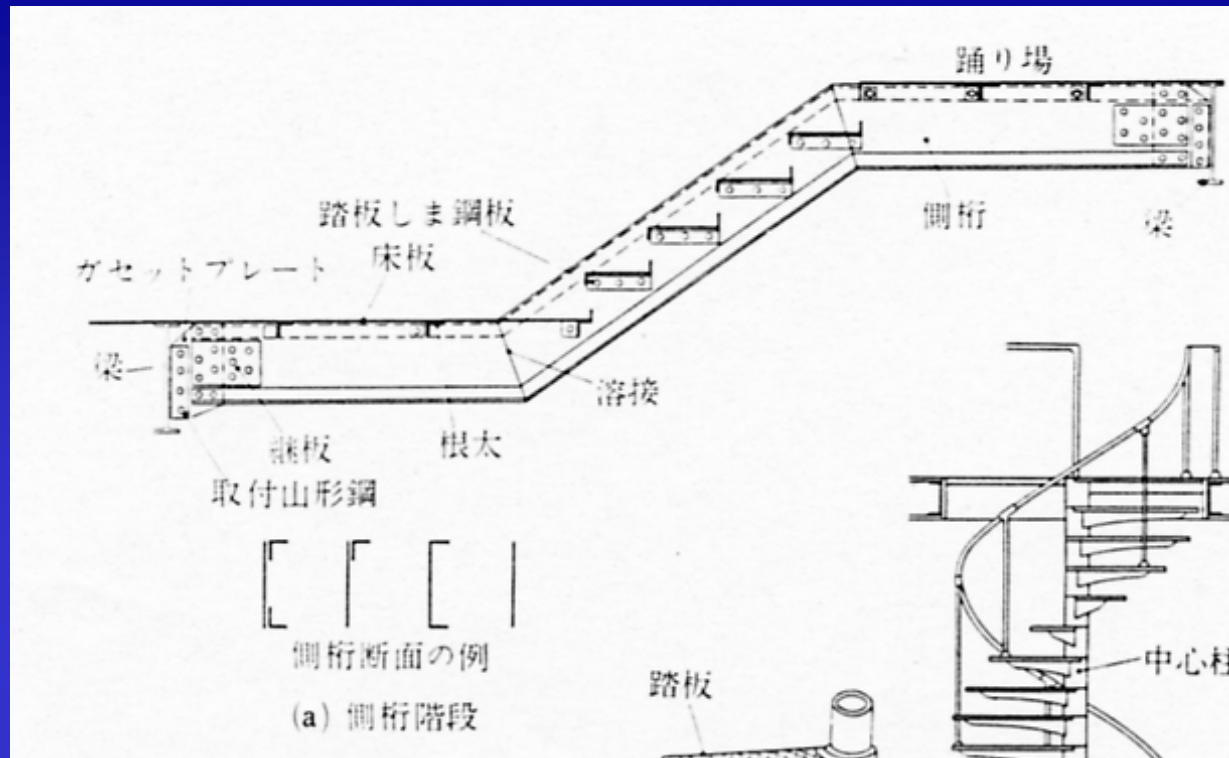 踊り場
踏板しま鋼板
側桁
梁
ガセットプレート
床板
梁
溶接
継板
根太
取付山形鋼
側桁断面の例
(a) 側桁階段
踏板
中心柱